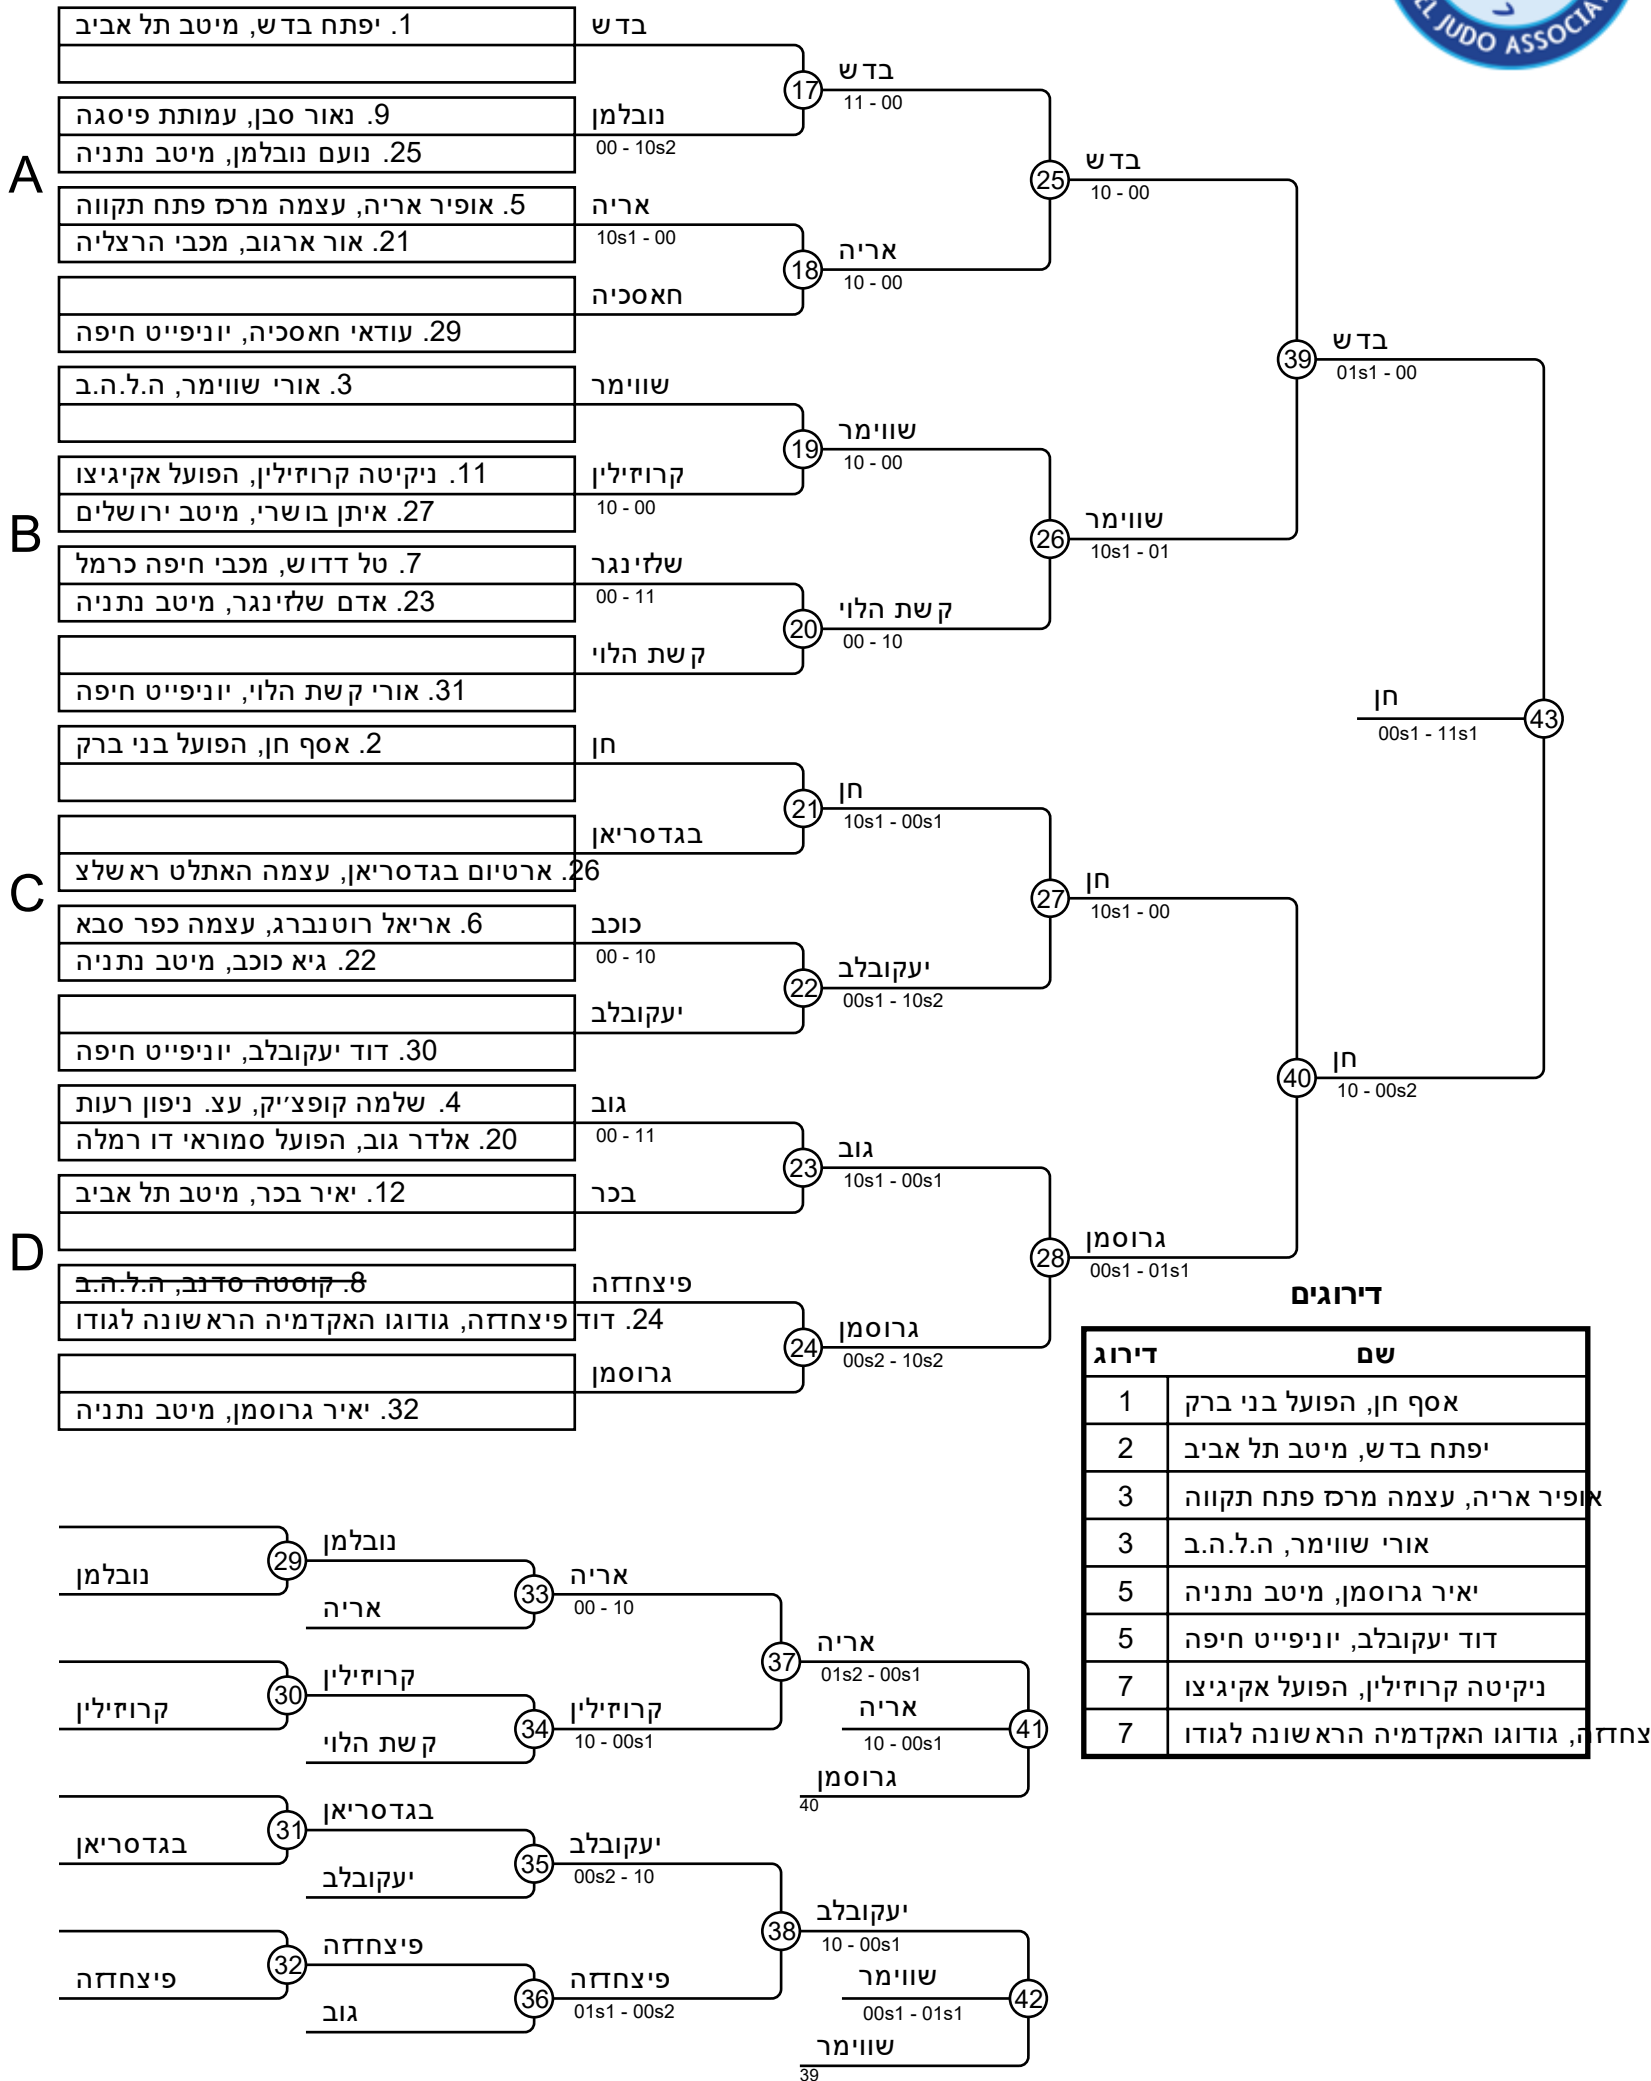 EL JUDO ASSOCIA
A
1. יפתח בדש, מיטב תל אביב
9. נאור סבן, עמותת פיסגה
25. נועם נובלמן, מיטב נתניה
5. אופיר אריה, עצמה מרכז פתח תקווה
21. אור ארגוב, מכבי הרצליה
29. עודאי חאסכיה, יוניפייט חיפה
B
3. אורי שווימר, ה.ל.ה.ב
11. ניקיטה קרויזילין, הפועל אקיגיצו
27. איתן בושרי, מיטב ירושלים
7. טל דדוש, מכבי חיפה כרמל
23. אדם שלזינגר, מיטב נתניה
31. אורי קשת הלוי, יוניפייט חיפה
C
2. אסף חן, הפועל בני ברק
26. ארטיום בגדסריאן, עצמה האתלט ראשלצ
6. אריאל רוטנברג, עצמה כפר סבא
22. גיא כוכב, מיטב נתניה
30. דוד יעקובלב, יוניפייט חיפה
D
4. שלמה קופצ׳יק, עצ. ניפון רעות
20. אלדר גוב, הפועל סמוראי דו רמלה
12. יאיר בכר, מיטב תל אביב
8. קוסטה סדנב, ה.ל.ה.ב
24. דוד פיצחדזה, גודוגו האקדמיה הראשונה לגודו
32. יאיר גרוסמן, מיטב נתניה
בדש
נובלמן
00 - 10s2
אריה
10s1 - 00
חאסכיה
שווימר
קרויזילין
10 - 00
שלזינגר
00 - 11
קשת הלוי
חן
בגדסריאן
כוכב
00 - 10
יעקובלב
גוב
00 - 11
בכר
פיצחדזה
גרוסמן
17
בדש
11 - 00
18
אריה
10 - 00
19
שווימר
10 - 00
20
קשת הלוי
00 - 10
21
חן
10s1 - 00s1
22
יעקובלב
00s1 - 10s2
23
גוב
10s1 - 00s1
24
גרוסמן
00s2 - 10s2
25
בדש
10 - 00
26
שווימר
10s1 - 01
27
חן
10s1 - 00
28
גרוסמן
00s1 - 01s1
39
בדש
01s1 - 00
40
חן
10 - 00s2
43
חן
00s1 - 11s1
דירוגים
דירוג שם
1 אסף חן, הפועל בני ברק
2 יפתח בדש, מיטב תל אביב
3 אופיר אריה, עצמה מרכז פתח תקווה
3 אורי שווימר, ה.ל.ה.ב
5 יאיר גרוסמן, מיטב נתניה
5 דוד יעקובלב, יוניפייט חיפה
7 ניקיטה קרויזילין, הפועל אקיגיצו
7 צחדזה, גודוגו האקדמיה הראשונה לגודו
נובלמן
29
נובלמן
אריה
33
אריה
00 - 10
קרויזילין
30
קרויזילין
קשת הלוי
34
קרויזילין
10 - 00s1
37
אריה
01s2 - 00s1
אריה
10 - 00s1
41
גרוסמן
40
בגדסריאן
31
בגדסריאן
יעקובלב
35
יעקובלב
00s2 - 10
פיצחדזה
32
פיצחדזה
גוב
36
פיצחדזה
01s1 - 00s2
38
יעקובלב
10 - 00s1
שווימר
00s1 - 01s1
42
שווימר
39